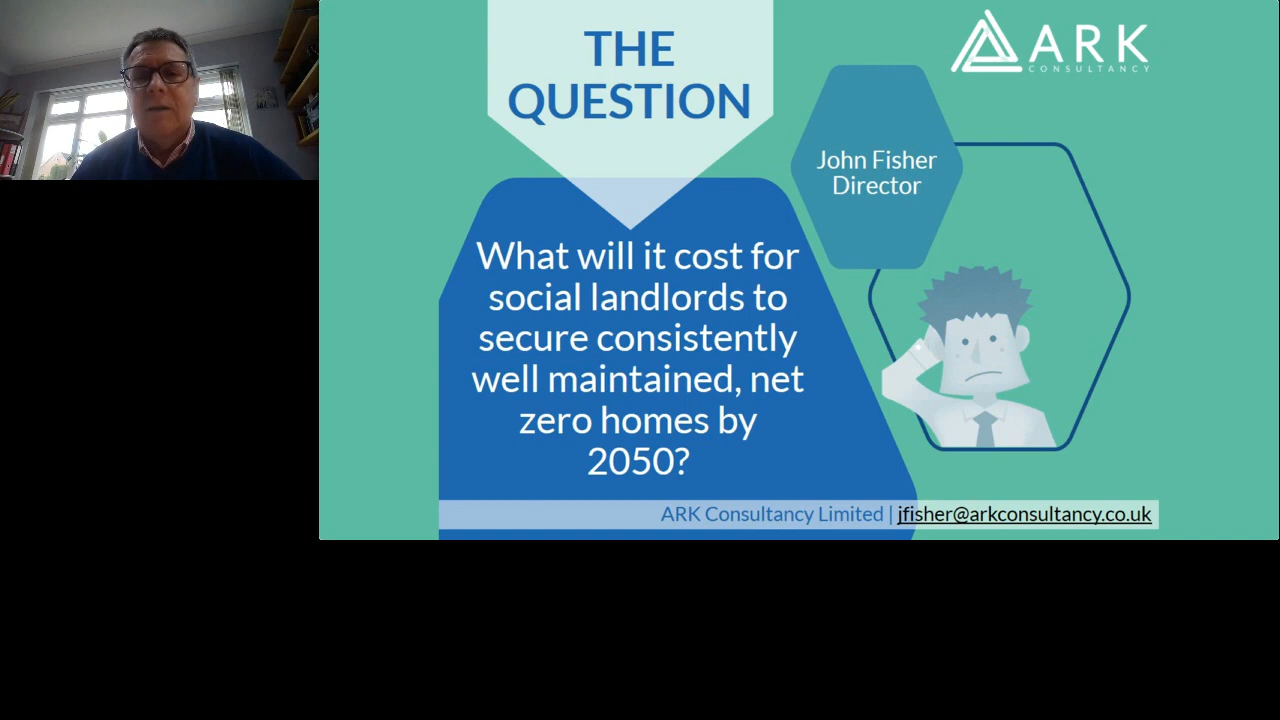 THE
QUESTION
ARK
CONSULTANCY
John Fisher
Director
What will it cost for
social landlords to
secure consistently
well maintained, net
zero homes by
2050?
ARK Consultancy Limited | jfisher@arkconsultancy.co.uk